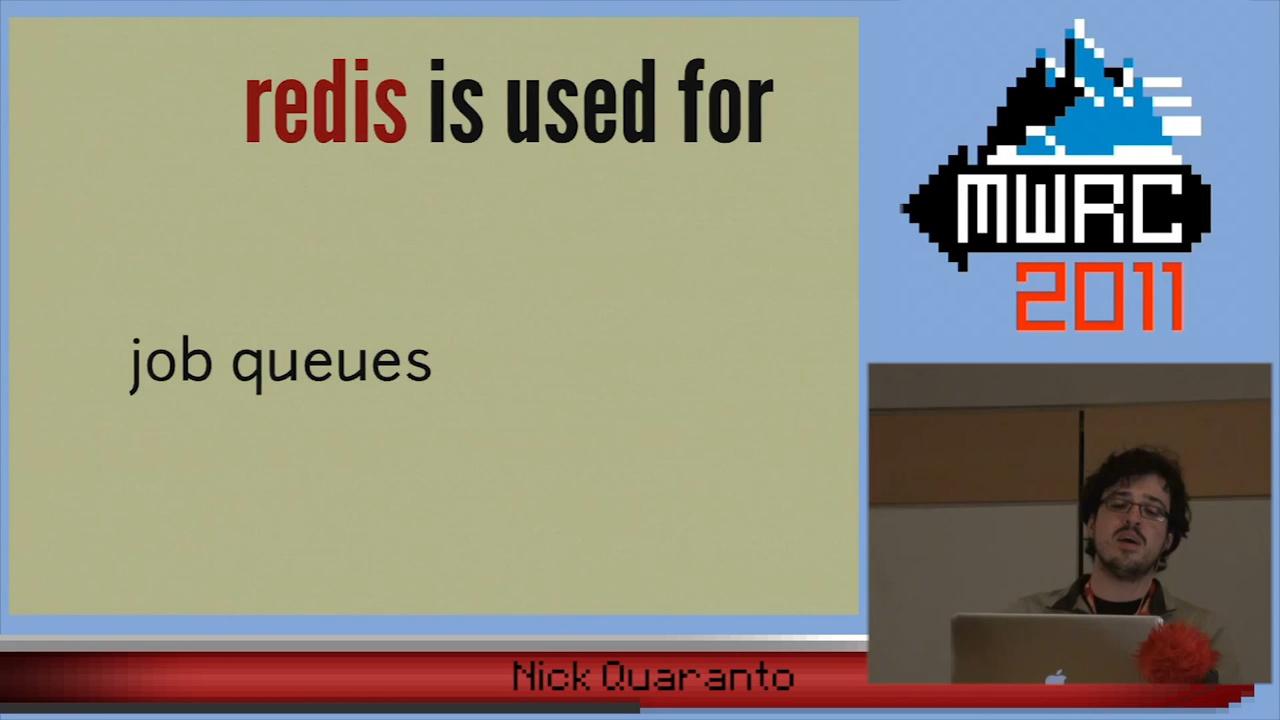 redis is used for
job queues
MWRC
2011
Nick Quaranto